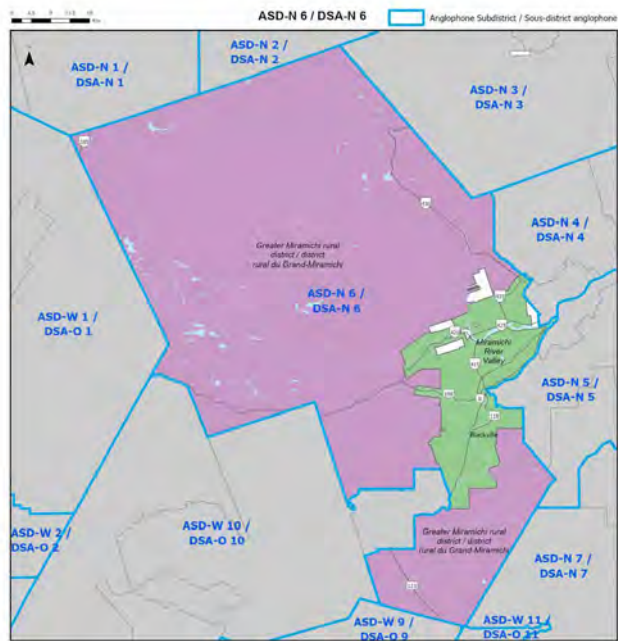 ASD-N 6 / DSA-N 6
Anglophone Subdistrict / Sous-district anglophone
ASD-N 1 /
DSA-N 1
ASD-N 2 /
DSA-N 2
ASD-N 3 /
DSA-N 3
ASD-N 4 /
DSA-N 4
Greater Miramichi rural
district / district
rural du Grand-Miramichi
ASD-N 6 /
DSA-N 6
ASD-W 1 /
DSA-O 1
Miramichi
River
Valley
ASD-N 5 /
DSA-N 5
8
118
Blackville
ASD-W 10 /
DSA-O 10
ASD-W 2 /
DSA-O 2
Greater Miramichi rural
district / district
rural du Grand-Miramichi
ASD-N 7 /
DSA-N 7
ASD-W 9 /
DSA-O 9
ASD-W 11 /
DSA-O 11